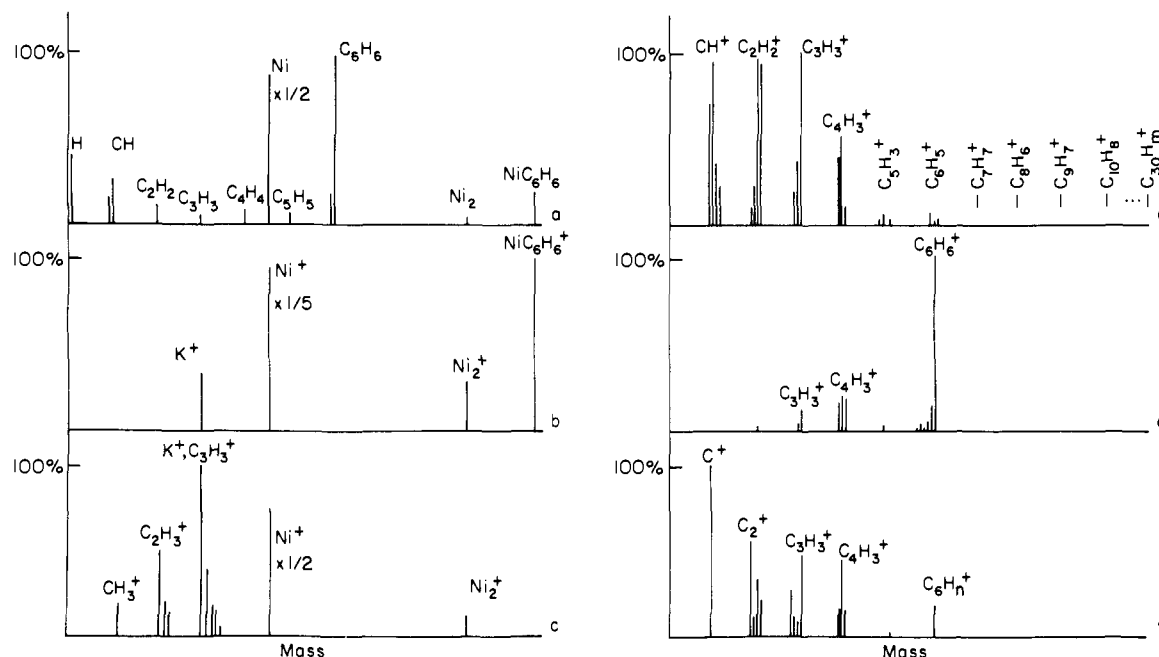 100%
H
CH
C₂H₂
C₃H₃
C₄H₄
Ni
x1/2
C₅H₅
C₆H₆
Ni₂
NiC₆H₆
a
100%
K⁺
Ni⁺
x1/5
Ni₂⁺
NiC₆H₆⁺
b
100%
CH₃⁺
C₂H₃⁺
K⁺,C₃H₃⁺
Ni⁺
x1/2
Ni₂⁺
c
Mass
100%
CH⁺
C₂H₂⁺
C₃H₃⁺
C₄H₃⁺
C₅H₃⁺
C₆H₅⁺
C₇H₇⁺
C₈H₆⁺
C₉H₇⁺
C₁₀H₈⁺
...
C₃₀Hₘ⁺
100%
C₃H₃⁺
C₄H₃⁺
C₆H₆⁺
100%
C⁺
C₂⁺
C₃H₃⁺
C₄H₃⁺
C₆Hₙ⁺
Mass